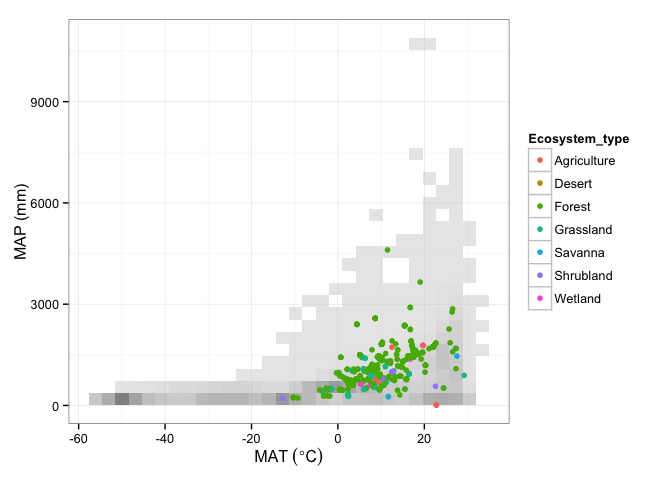 9000
6000
3000
0
MAP (mm)
-60 -40 -20 0 20
MAT (°C)
Ecosystem_type
Agriculture
Desert
Forest
Grassland
Savanna
Shrubland
Wetland